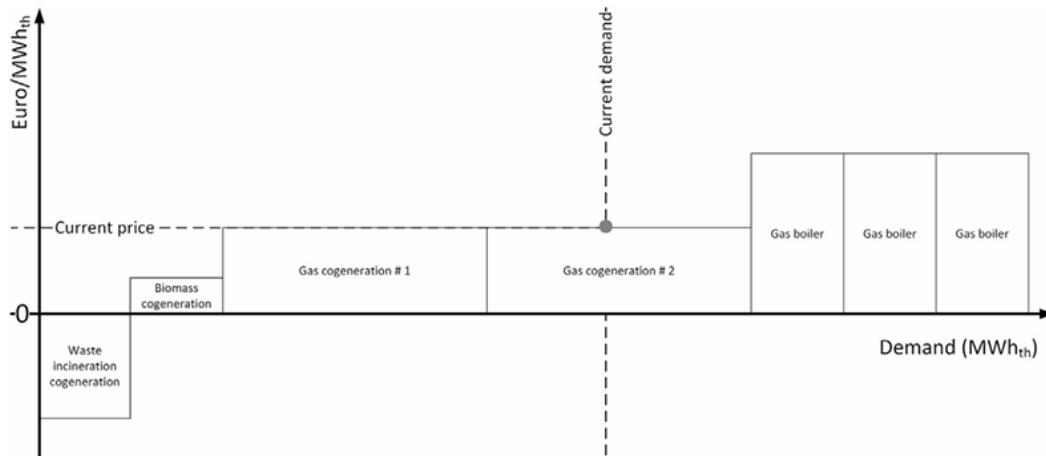 Euro/MWhth
Current demand
Current price
Gas boiler
Gas boiler
Gas boiler
Gas cogeneration # 1
Gas cogeneration # 2
Biomass
cogeneration
0
Waste
incineration
cogeneration
Demand (MWhth)